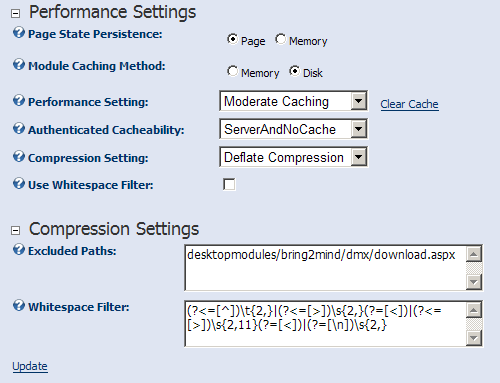 Performance Settings
Page State Persistence:
Page Memory
Module Caching Method:
Memory Disk
Performance Setting:
Moderate Caching
Clear Cache
Authenticated Cacheability:
ServerAndNoCache
Compression Setting:
Deflate Compression
Use Whitespace Filter:
Compression Settings
Excluded Paths:
desktopmodules/bring2mind/dmx/download.aspx
Whitespace Filter:
(?<=[^])\t{2,}|(?<=[>])\s{2,}(?=[<])|(?<=
[>])\s{2,11}(?=[<])|(?=[\n])\s{2,}
Update